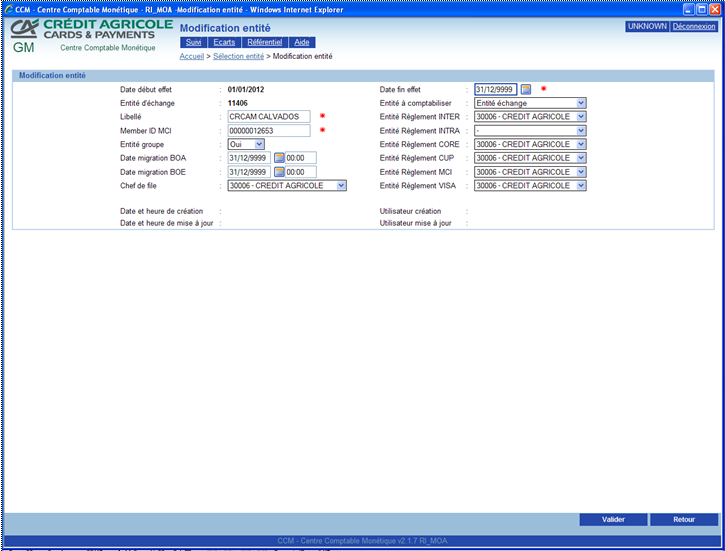 CCM - Centre Comptable Monétique - RI_MOA -Modification entité - Windows Internet Explorer
CRÉDIT AGRICOLE
CARDS & PAYMENTS
GM Centre Comptable Monétique
Modification entité
UNKNOWN Déconnexion
Suivi Ecarts Référentiel Aide
Accueil > Sélection entité > Modification entité
Modification entité
Date début effet : 01/01/2012 Date fin effet : 31/12/9999 *
Entité d'échange : 11406 Entité à comptabiliser : Entité échange
Libellé : CRCAM CALVADOS * Entité Règlement INTER : 30006 - CREDIT AGRICOLE
Member ID MCI : 00000012653 * Entité Règlement INTRA : -
Entité groupe : Oui Entité Règlement CORE : 30006 - CREDIT AGRICOLE
Date migration BOA : 31/12/9999 00:00 Entité Règlement CUP : 30006 - CREDIT AGRICOLE
Date migration BOE : 31/12/9999 00:00 Entité Règlement MCI : 30006 - CREDIT AGRICOLE
Chef de file : 30006 - CREDIT AGRICOLE Entité Règlement VISA : 30006 - CREDIT AGRICOLE
Date et heure de création : Utilisateur création :
Date et heure de mise à jour : Utilisateur mise à jour :
Valider Retour
CCM - Centre Comptable Monétique v2.1.7 RI_MOA